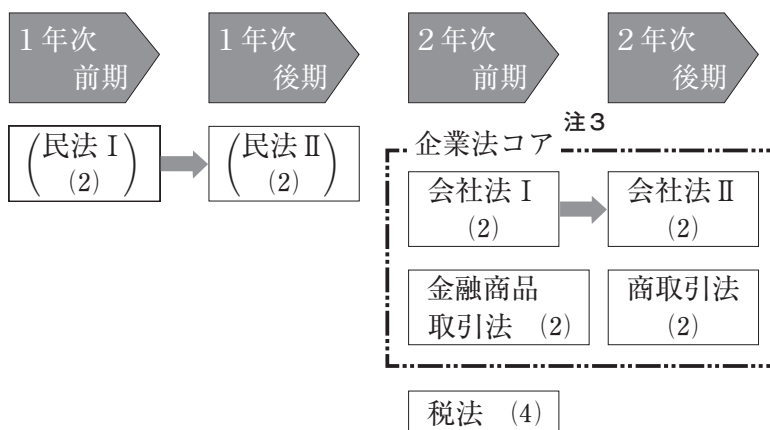 1年次
前期
1年次
後期
2年次
前期
2年次
後期
(民法Ⅰ
(2))
(民法Ⅱ
(2))
注3
企業法コア
会社法Ⅰ
(2)
会社法Ⅱ
(2)
金融商品
取引法 (2)
商取引法
(2)
税法 (4)